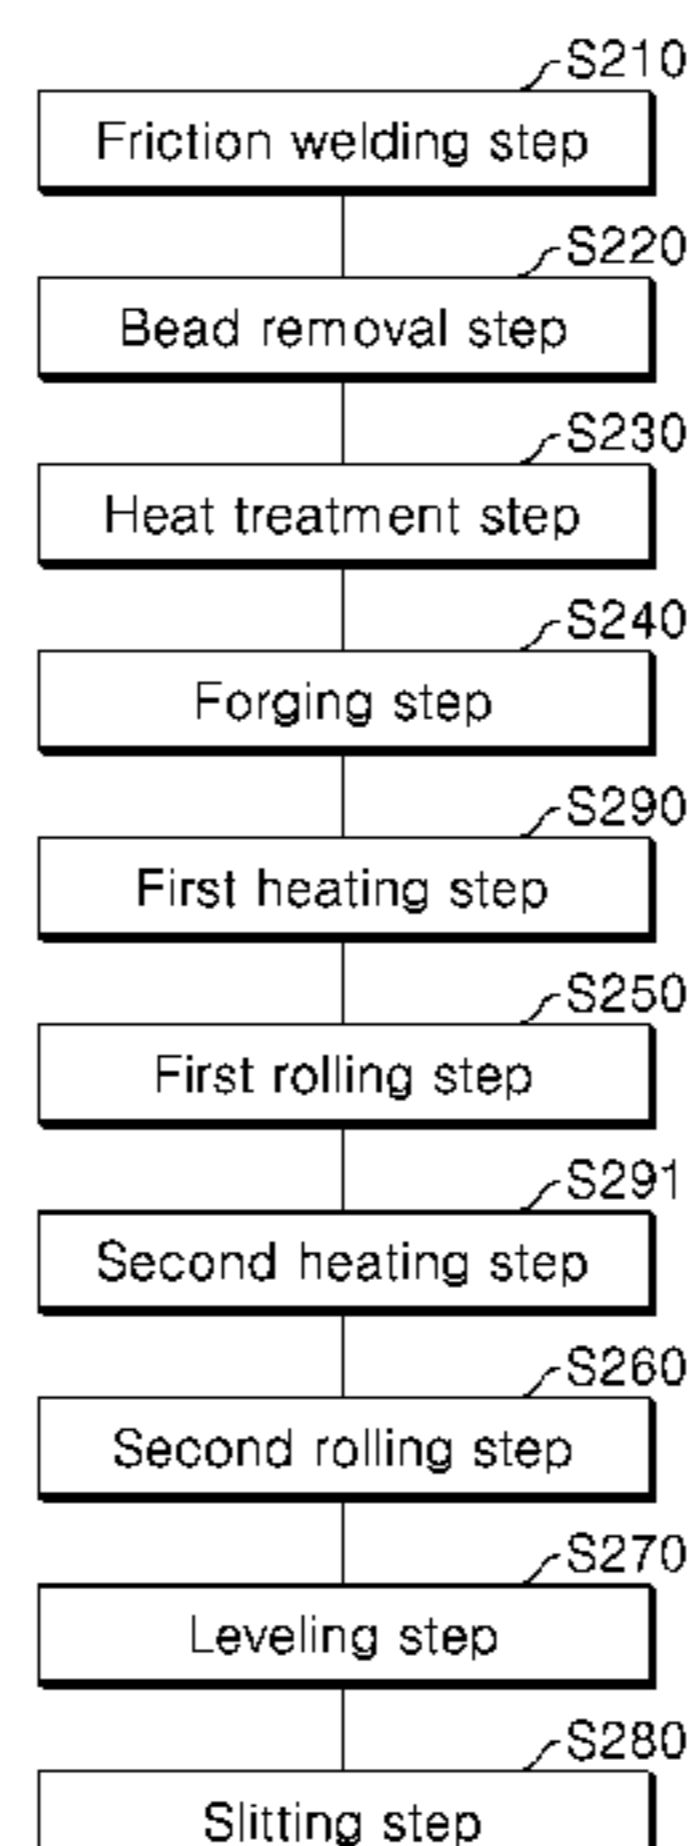 S210
Friction welding step
S220
Bead removal step
S230
Heat treatment step
S240
Forging step
S290
First heating step
S250
First rolling step
S291
Second heating step
S260
Second rolling step
S270
Leveling step
S280
Slitting step